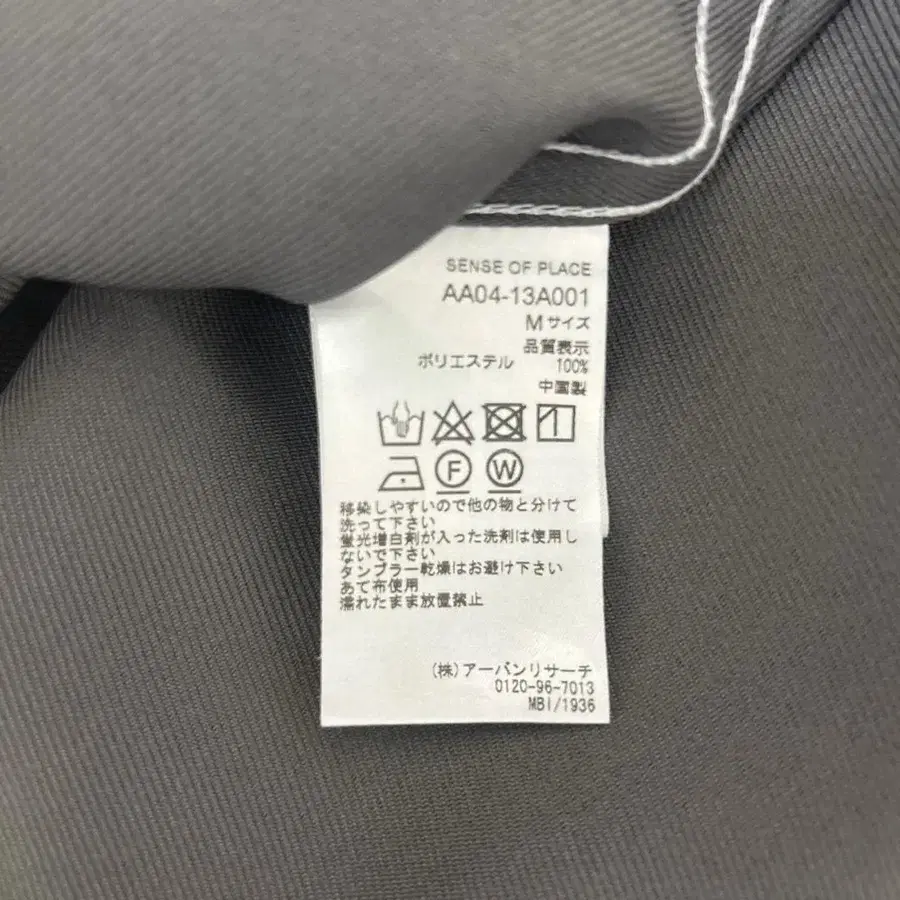 SENSE OF PLACE
AA04-13A001
Mサイズ
品質表示
ポリエステル 100%
中国製
F W
移染しやすいので他の物と分けて
洗って下さい
蛍光増白剤が入った洗剤は使用し
ないで下さい
タンブラー乾燥はお避け下さい
あて布使用
濡れたまま放置禁止
(株)アーバンリサーチ
0120-96-7013
MBI/1936